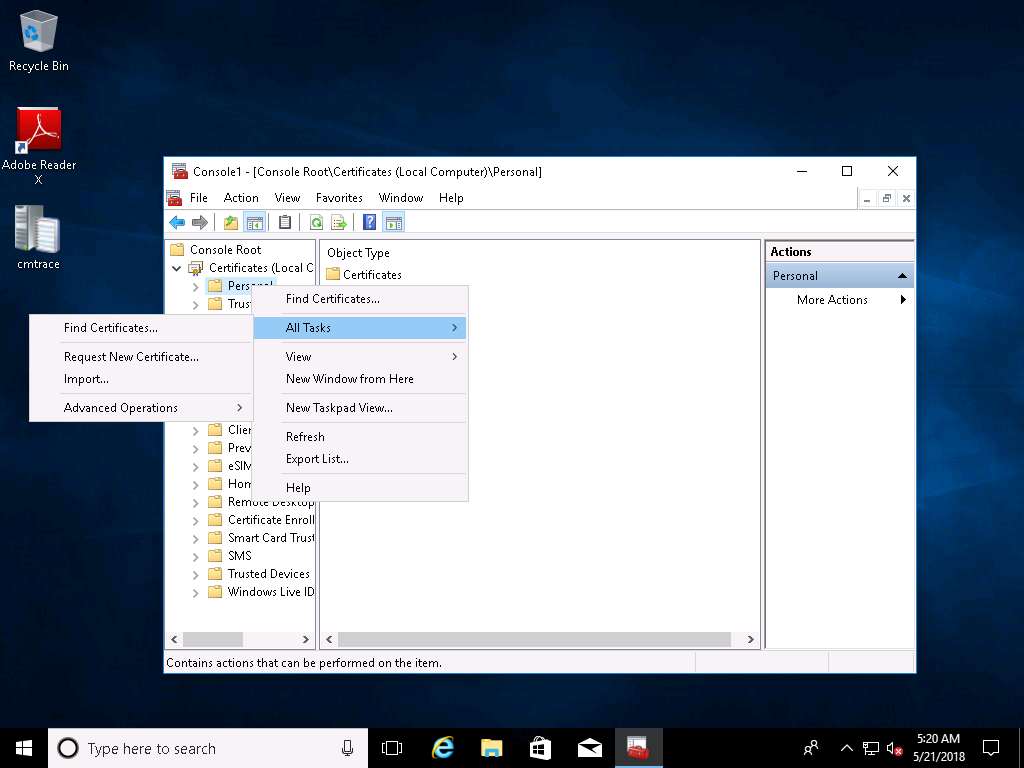 Recycle Bin
Adobe Reader
X
cmtrace
Console1 - [Console Root\Certificates (Local Computer)\Personal]
File Action View Favorites Window Help
Console Root
Certificates (Local C
Personal
Trus
Object Type
Certificates
Actions
Personal
More Actions
Find Certificates...
All Tasks
View
New Window from Here
New Taskpad View...
Refresh
Export List...
Help
Find Certificates...
Request New Certificate...
Import...
Advanced Operations
Clien
Prev
eSIM
Hom
Remote Desktop
Certificate Enroll
Smart Card Trust
SMS
Trusted Devices
Windows Live ID
Contains actions that can be performed on the item.
Type here to search
5:20 AM
5/21/2018